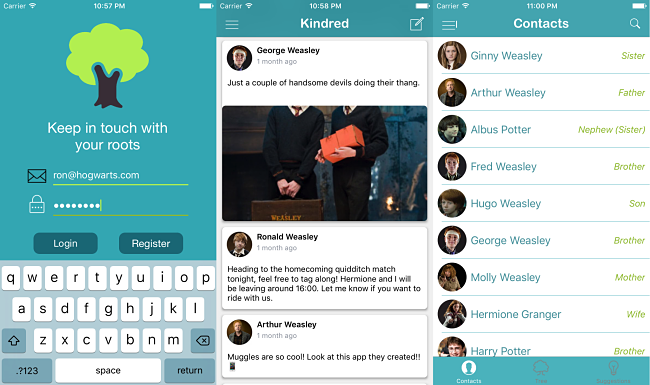 Carrier 10:57 PM
Keep in touch with
your roots
ron@hogwarts.com
Login Register
q w e r t y u i o p
a s d f g h j k l
z x c v b n m
.?123 space return
Carrier 10:58 PM
Kindred
George Weasley
1 month ago
Just a couple of handsome devils doing their thang.
WEASLEY
Ronald Weasley
1 month ago
Heading to the homecoming quidditch match
tonight, feel free to tag along! Hermione and I will
be leaving around 16:00. Let me know if you want to
ride with us.
Arthur Weasley
1 month ago
Muggles are so cool! Look at this app they created!!
Carrier 11:00 PM
Contacts
Ginny Weasley Sister
Arthur Weasley Father
Albus Potter Nephew (Sister)
Fred Weasley Brother
Hugo Weasley Son
George Weasley Brother
Molly Weasley Mother
Hermione Granger Wife
Harry Potter Brother
Contacts